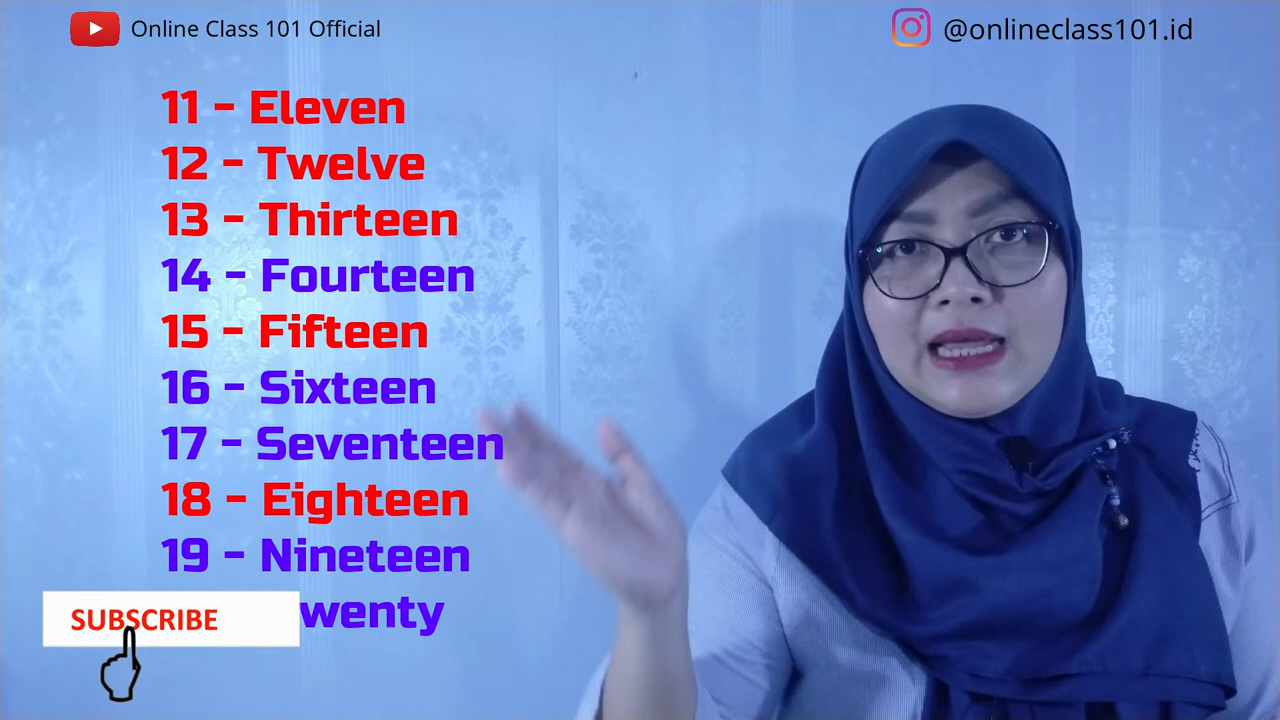 Online Class 101 Official
@onlineclass101.id
11 - Eleven
12 - Twelve
13 - Thirteen
14 - Fourteen
15 - Fifteen
16 - Sixteen
17 - Seventeen
18 - Eighteen
19 - Nineteen
wenty
SUBSCRIBE